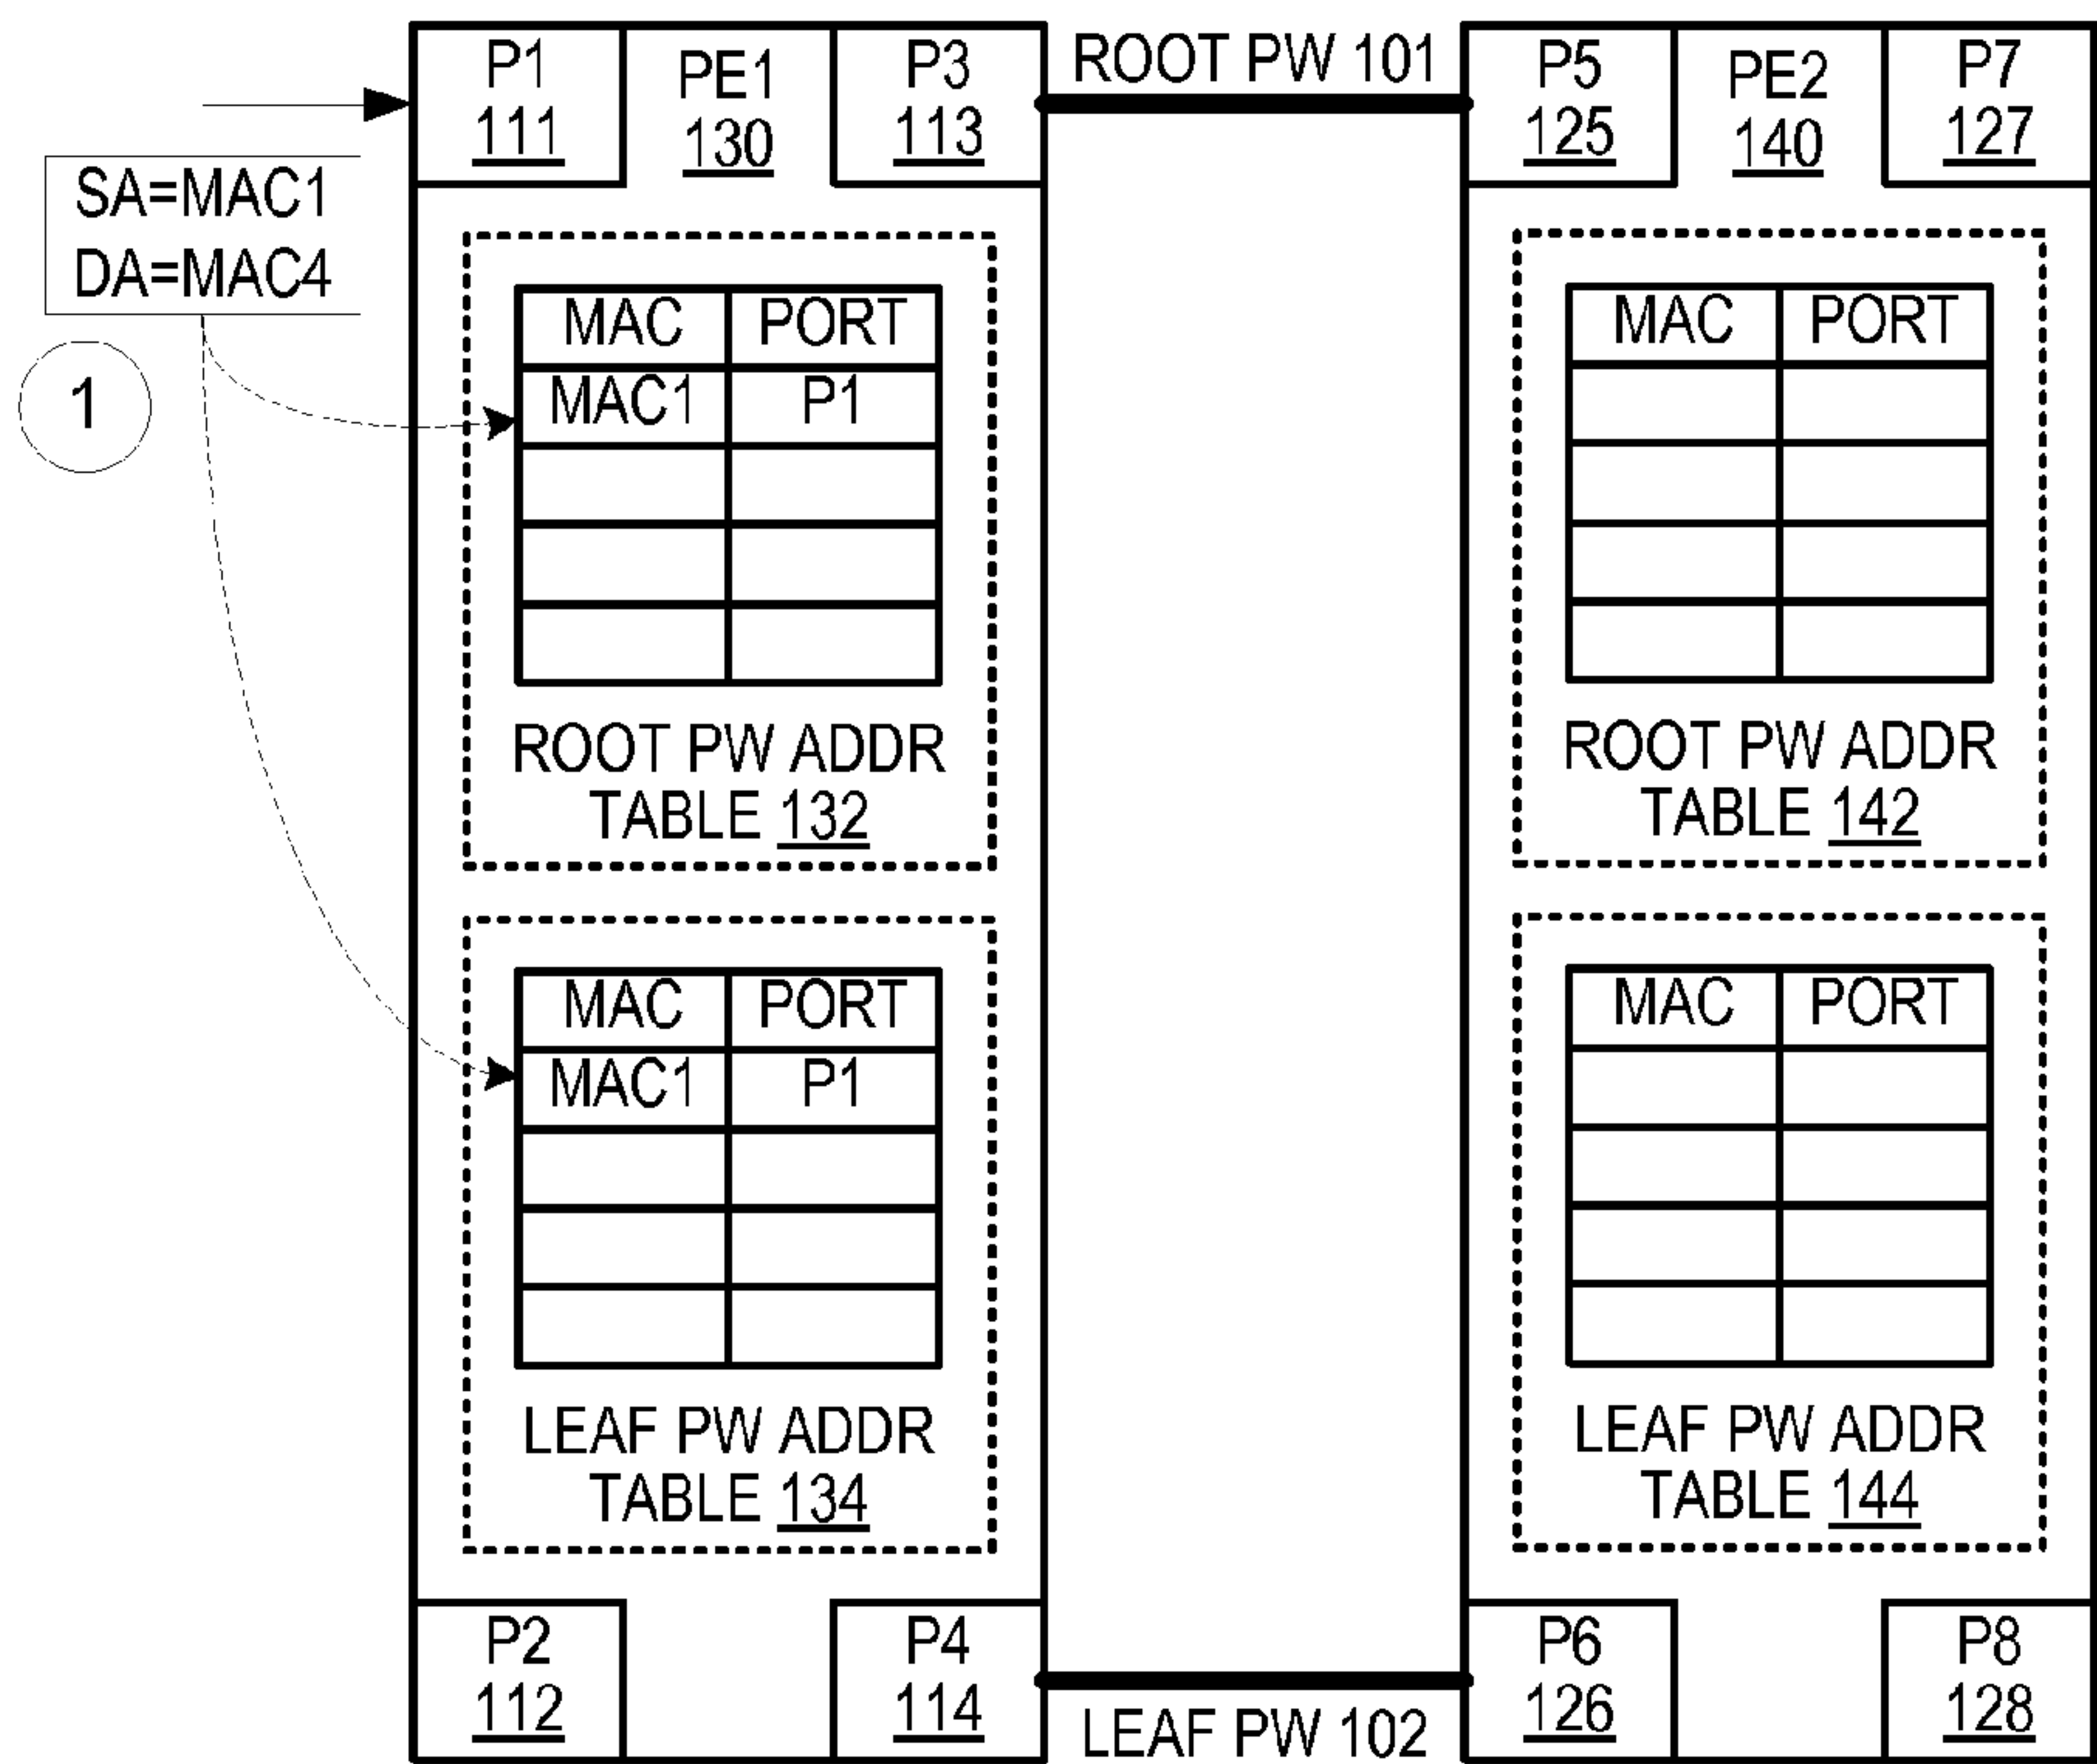 P1
111
PE1
130
P3
113
ROOT PW 101
P5
125
PE2
140
P7
127
SA=MAC1
DA=MAC4
1
MAC PORT
MAC1 P1
ROOT PW ADDR
TABLE 132
MAC PORT
ROOT PW ADDR
TABLE 142
MAC PORT
MAC1 P1
LEAF PW ADDR
TABLE 134
MAC PORT
LEAF PW ADDR
TABLE 144
P2
112
P4
114
LEAF PW 102
P6
126
P8
128